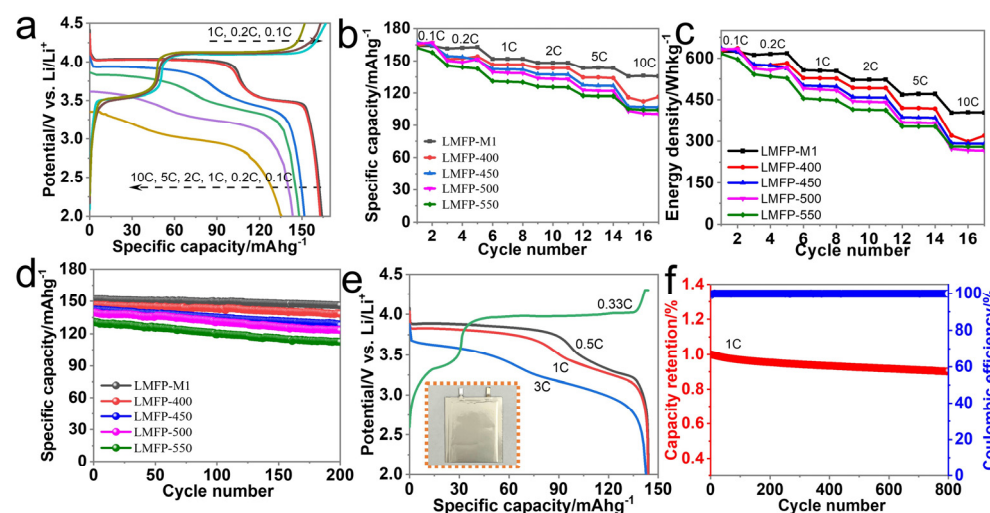 a
4.5
4.0
3.5
3.0
2.5
2.0
Potential/V vs. Li/Li⁺
1C, 0.2C, 0.1C
10C, 5C, 2C, 1C, 0.2C, 0.1C
0 30 60 90 120 150
Specific capacity/mAhg⁻¹
b
180
150
120
90
60
30
0
Specific capacity/mAhg⁻¹
0.1C
0.2C
1C
2C
5C
10C
LMFP-M1
LMFP-400
LMFP-450
LMFP-500
LMFP-550
2 4 6 8 10 12 14 16
Cycle number
c
600
450
300
150
0
Energy density/Whkg⁻¹
0.1C
0.2C
1C
2C
5C
10C
LMFP-M1
LMFP-400
LMFP-450
LMFP-500
LMFP-550
2 4 6 8 10 12 14 16
Cycle number
d
180
150
120
90
60
30
0
Specific capacity/mAhg⁻¹
LMFP-M1
LMFP-400
LMFP-450
LMFP-500
LMFP-550
0 50 100 150 200
Cycle number
e
4.5
4.0
3.5
3.0
2.5
2.0
Potential/V vs. Li/Li⁺
0.33C
0.5C
1C
3C
0 30 60 90 120 150
Specific capacity/mAhg⁻¹
f
1.4
1.2
1.0
0.8
0.6
0.4
Capacity retention/%
1C
100
80
60
40
20
0
Coulombic efficiency/%
0 200 400 600 800
Cycle number